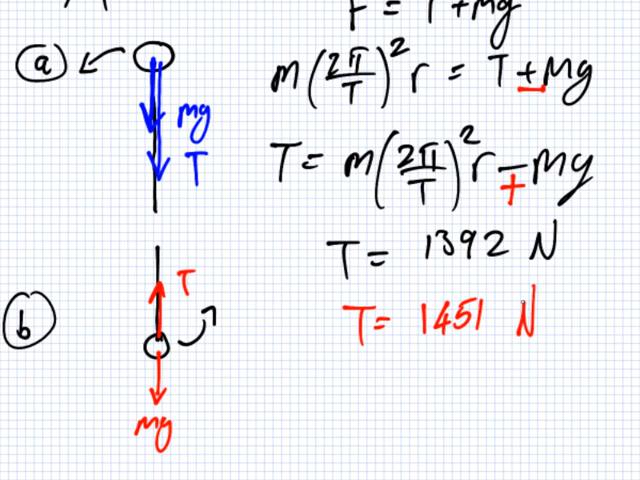 F = T + mg
a
m(2π/T)²r = T + mg
mg
T
T = m(2π/T)²r - mg
+
T = 1392 N
T
b
T = 1451 N
mg